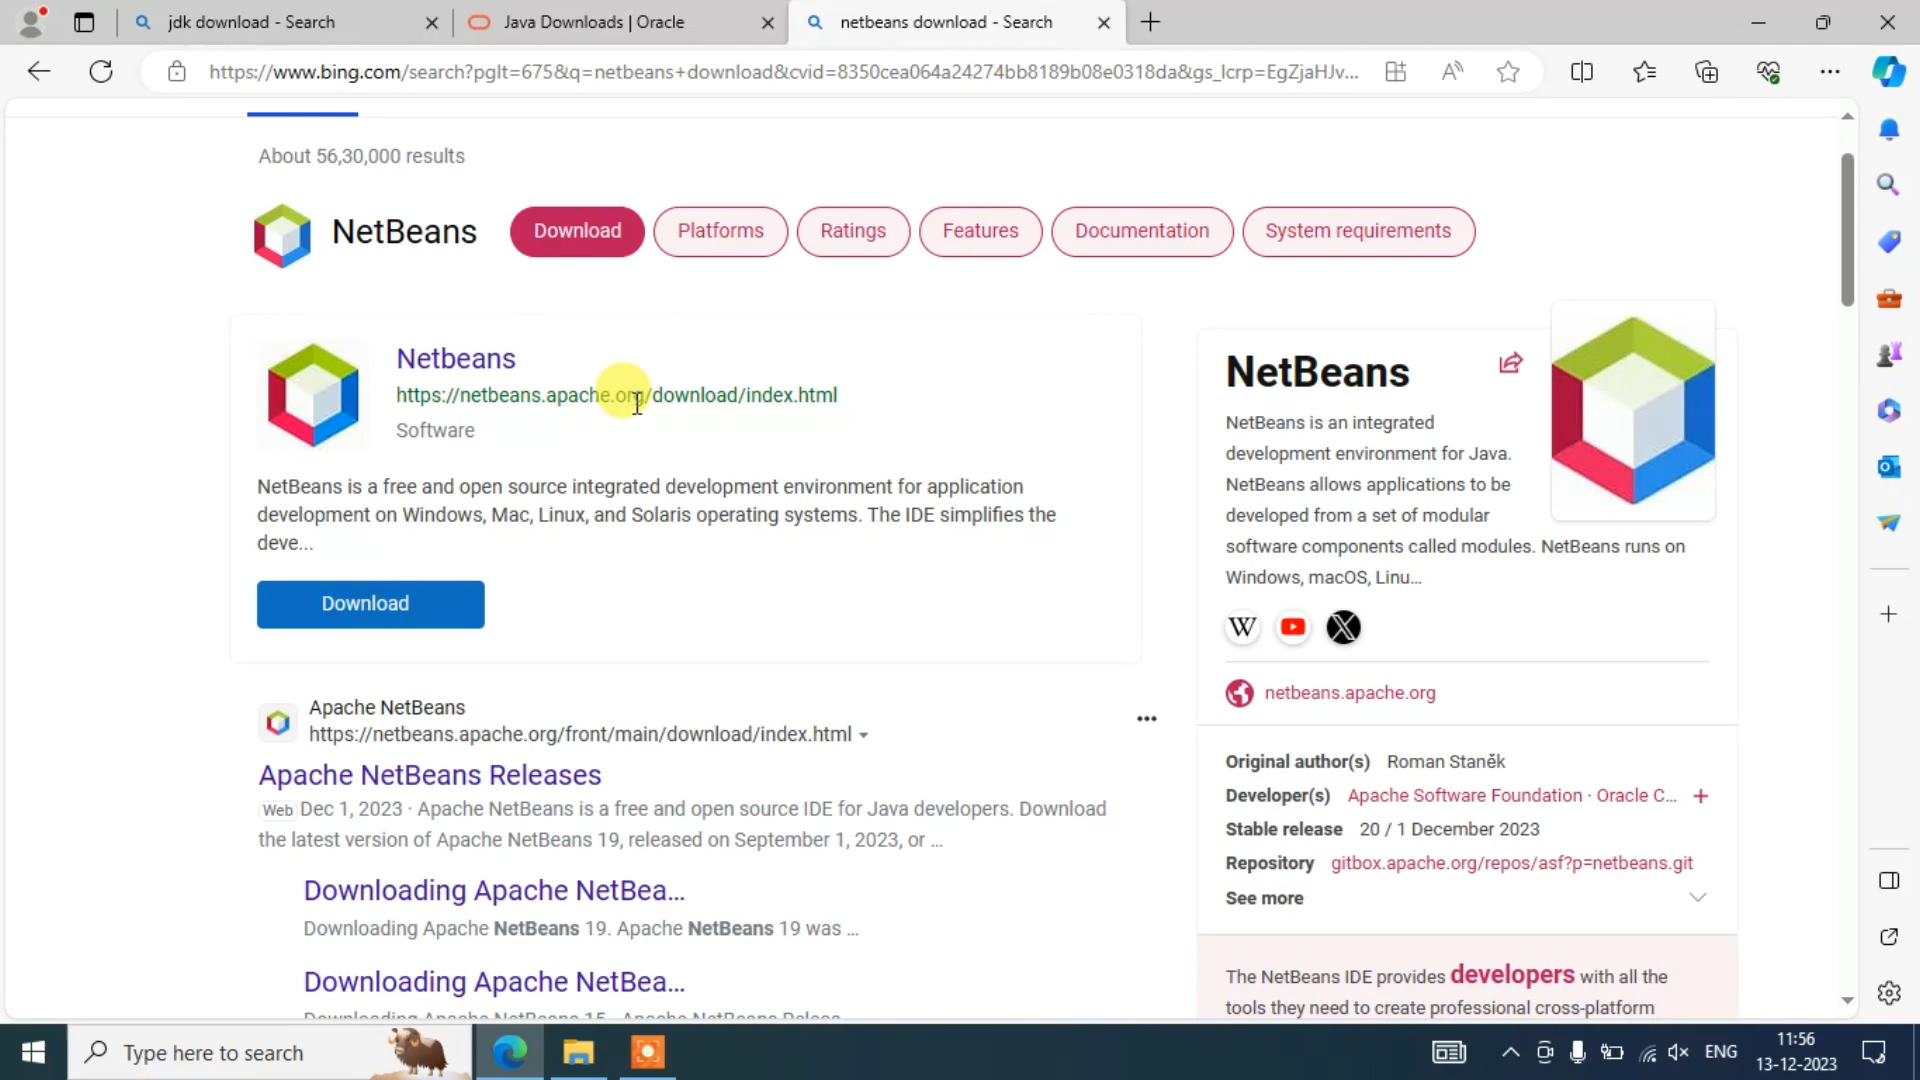 jdk download - Search
Java Downloads | Oracle
netbeans download - Search
https://www.bing.com/search?pglt=675&q=netbeans+download&cvid=8350cea064a24274bb8189b08e0318da&gs_lcrp=EgZjaHJv...
About 56,30,000 results
NetBeans
Download
Platforms
Ratings
Features
Documentation
System requirements
Netbeans
https://netbeans.apache.org/download/index.html
Software
NetBeans is a free and open source integrated development environment for application
development on Windows, Mac, Linux, and Solaris operating systems. The IDE simplifies the
deve...
Download
Apache NetBeans
https://netbeans.apache.org/front/main/download/index.html
Apache NetBeans Releases
Web Dec 1, 2023 · Apache NetBeans is a free and open source IDE for Java developers. Download
the latest version of Apache NetBeans 19, released on September 1, 2023, or ...
Downloading Apache NetBea...
Downloading Apache NetBeans 19. Apache NetBeans 19 was ...
Downloading Apache NetBea...
NetBeans
NetBeans is an integrated
development environment for Java.
NetBeans allows applications to be
developed from a set of modular
software components called modules. NetBeans runs on
Windows, macOS, Linu...
W
netbeans.apache.org
Original author(s) Roman Staněk
Developer(s) Apache Software Foundation · Oracle C...
Stable release 20 / 1 December 2023
Repository gitbox.apache.org/repos/asf?p=netbeans.git
See more
The NetBeans IDE provides developers with all the
tools they need to create professional cross-platform
Type here to search
ENG
11:56
13-12-2023